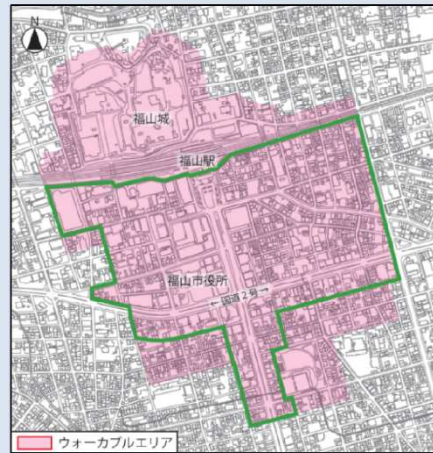 N
福山城
福山駅
福山市役所
←国道2号→
ウォーカブルエリア